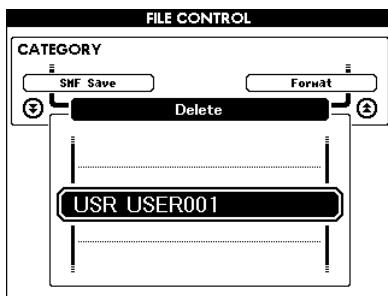 FILE CONTROL
CATEGORY
SMF Save
Format
Delete
USR USER001